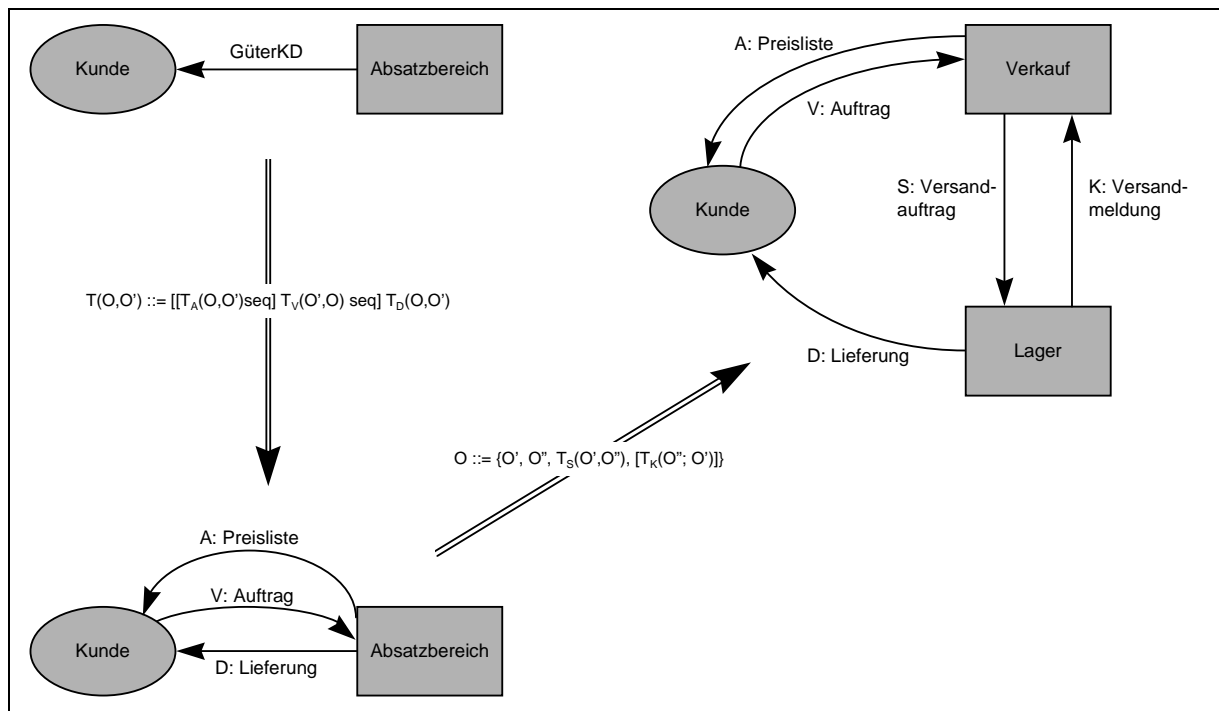 GüterKD
Kunde
Absatzbereich
T(O,O') ::= [[T_A(O,O')seq] T_V(O',O) seq] T_D(O,O')
A: Preisliste
V: Auftrag
Kunde
Absatzbereich
D: Lieferung
O ::= {O', O", T_S(O',O"), [T_K(O"; O')]}
A: Preisliste
Verkauf
V: Auftrag
S: Versand-
auftrag
K: Versand-
meldung
Kunde
D: Lieferung
Lager